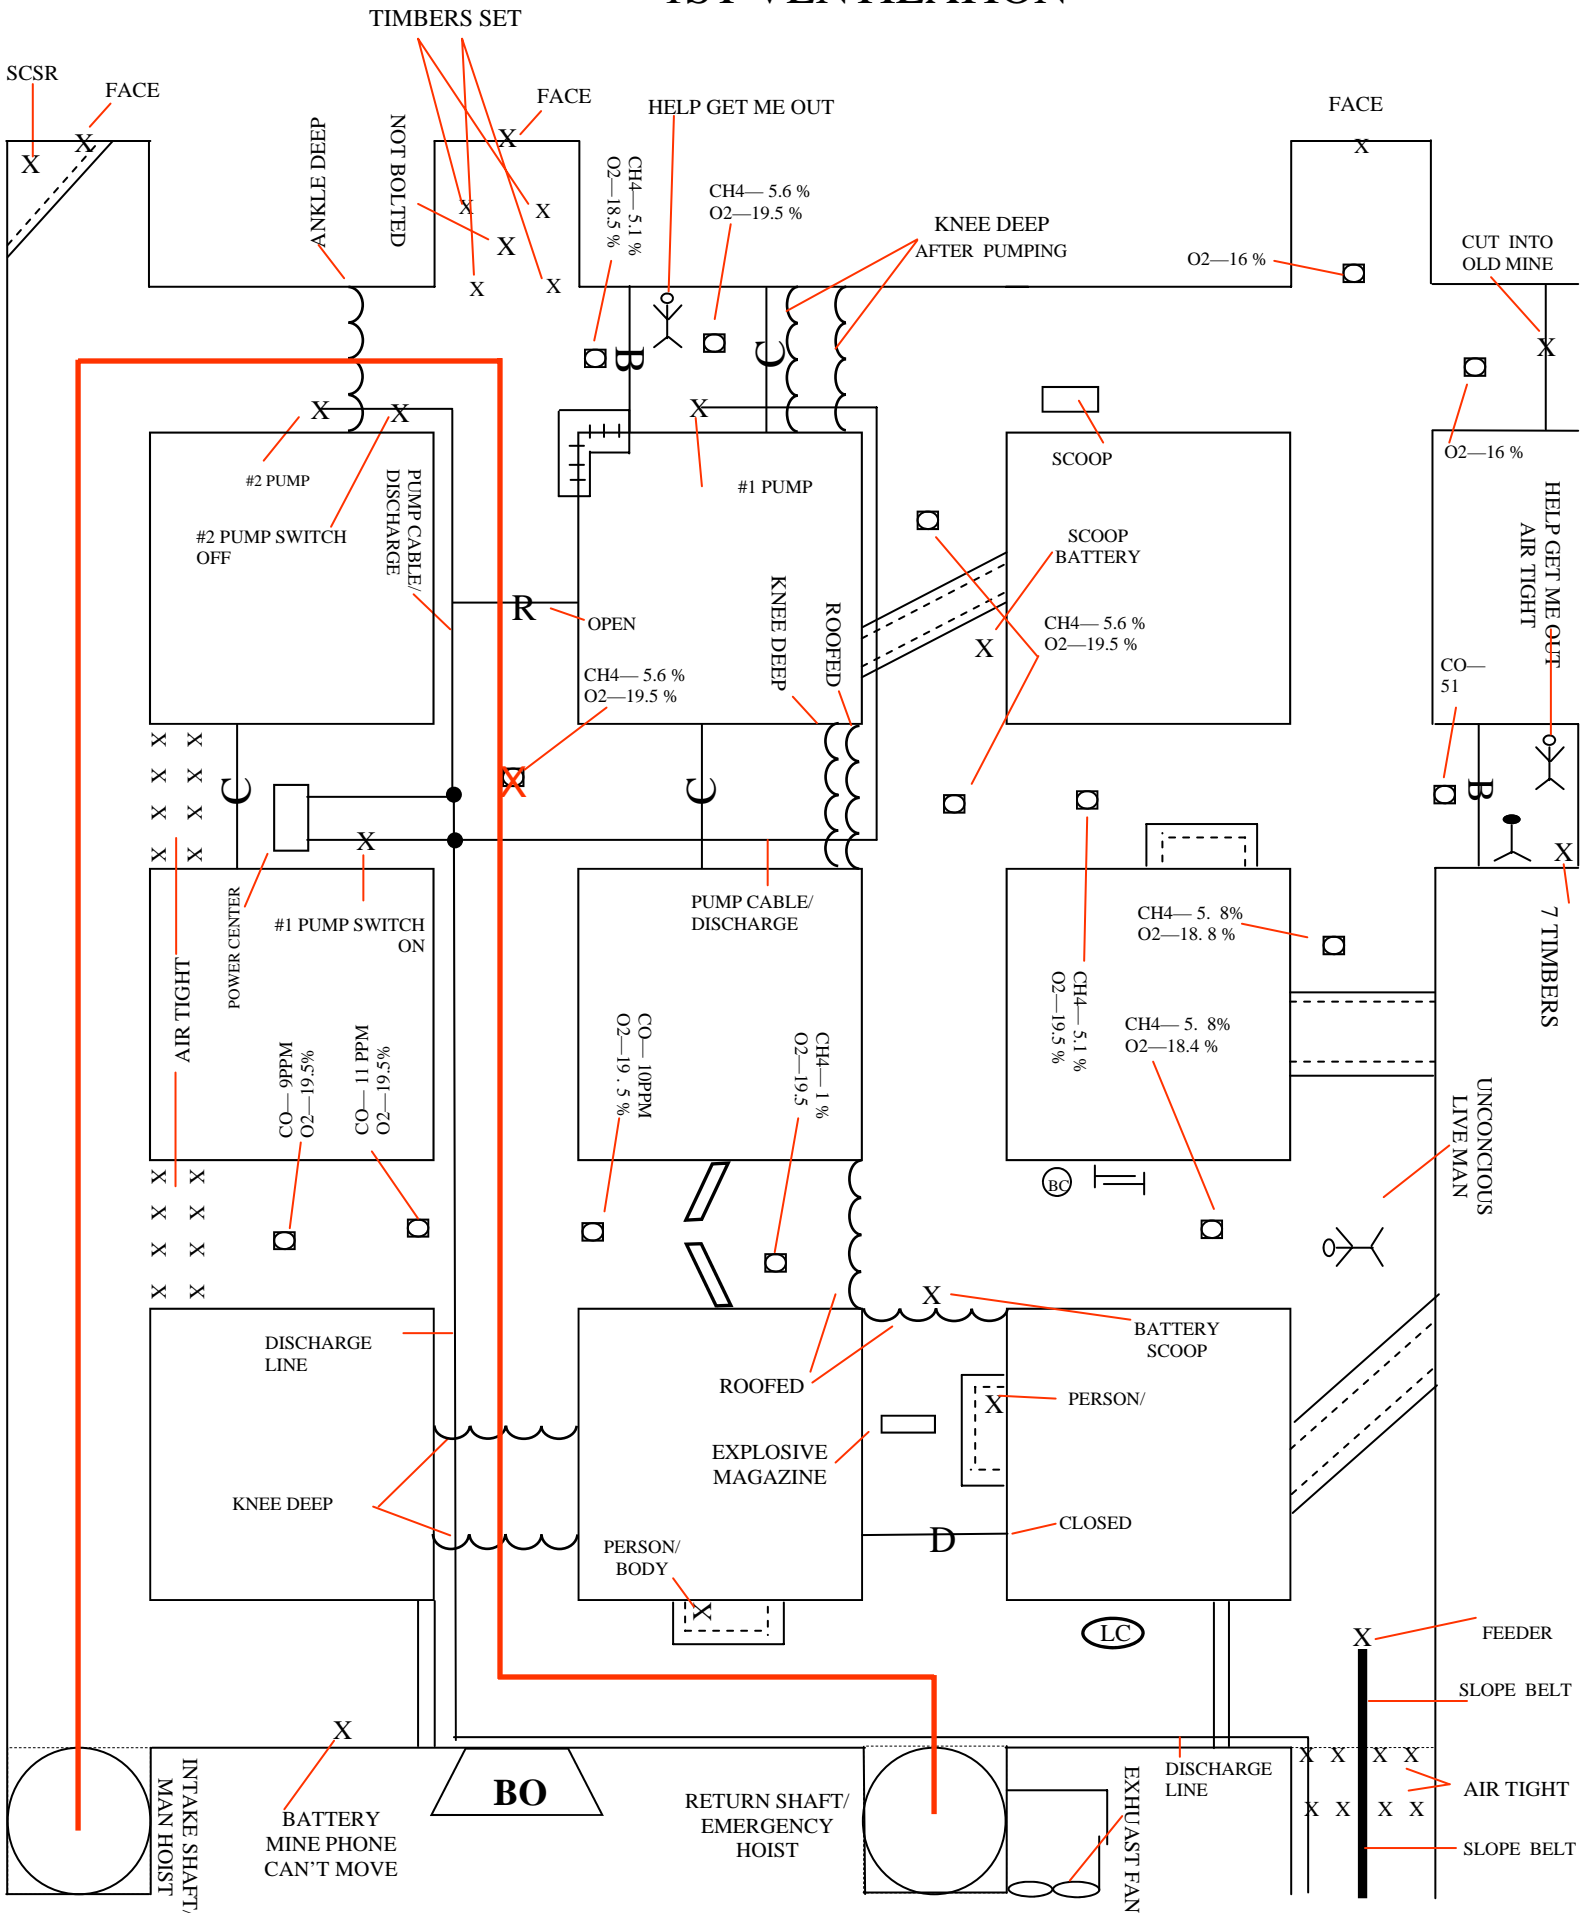 1ST VENTILATION
TIMBERS SET
SCSR
FACE
FACE
HELP GET ME OUT
FACE
ANKLE DEEP
NOT BOLTED
X
X
X
X
X
X
X
X
X
CH4— 5.1 %
O2—18.5 %
CH4— 5.6 %
O2—19.5 %
KNEE DEEP
AFTER PUMPING
O2—16 %
CUT INTO
OLD MINE
X
B
C
X
X
X
#2 PUMP
#2 PUMP SWITCH
OFF
PUMP CABLE/
DISCHARGE
#1 PUMP
SCOOP
O2—16 %
HELP GET ME OUT
AIR TIGHT
SCOOP
BATTERY
R
OPEN
KNEE DEEP
ROOFED
X
CH4— 5.6 %
O2—19.5 %
CH4— 5.6 %
O2—19.5 %
CO—
51
X X
X X
X X
X X
C
X
C
B
X
X
POWER CENTER
#1 PUMP SWITCH
ON
PUMP CABLE/
DISCHARGE
CH4— 5. 8%
O2—18. 8 %
7 TIMBERS
AIR TIGHT
CO— 9PPM
O2—19.5%
CO— 11 PPM
O2—19.5%
CO— 10PPM
O2—19 . 5 %
CH4— 1 %
O2—19.5
CH4— 5.1 %
O2—19.5 %
CH4— 5. 8%
O2—18.4 %
UNCONCIOUS
LIVE MAN
X X
X X
X X
X X
BC
X
DISCHARGE
LINE
BATTERY
SCOOP
ROOFED
PERSON/
X
EXPLOSIVE
MAGAZINE
KNEE DEEP
CLOSED
D
PERSON/
BODY
X
LC
X
FEEDER
SLOPE BELT
X
INTAKE SHAFT/
MAN HOIST
BATTERY
MINE PHONE
CAN'T MOVE
BO
RETURN SHAFT/
EMERGENCY
HOIST
EXHUAST FAN
DISCHARGE
LINE
X X X X
AIR TIGHT
X X X X
SLOPE BELT